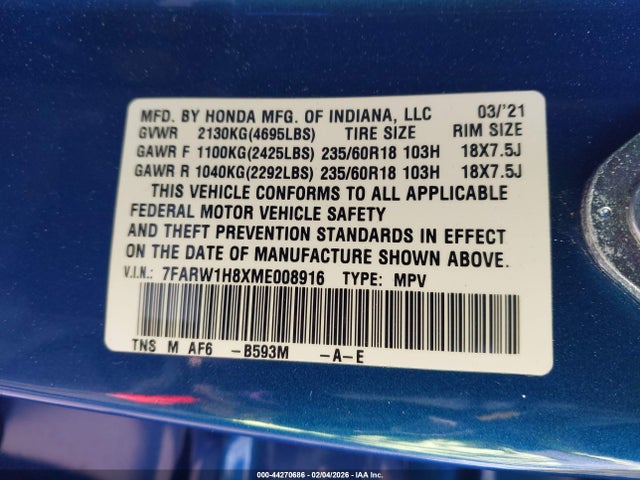 MFD. BY HONDA MFG. OF INDIANA, LLC 03/'21
GVWR 2130KG(4695LBS) TIRE SIZE RIM SIZE
GAWR F 1100KG(2425LBS) 235/60R18 103H 18X7.5J
GAWR R 1040KG(2292LBS) 235/60R18 103H 18X7.5J
THIS VEHICLE CONFORMS TO ALL APPLICABLE
FEDERAL MOTOR VEHICLE SAFETY
AND THEFT PREVENTION STANDARDS IN EFFECT
ON THE DATE OF MANUFACTURE SHOWN ABOVE.
V.I.N.: 7FARW1H8XME008916 TYPE: MPV
TNS M AF6 -B593M -A-E
000-44270686 - 02/04/2026 - IAA Inc.